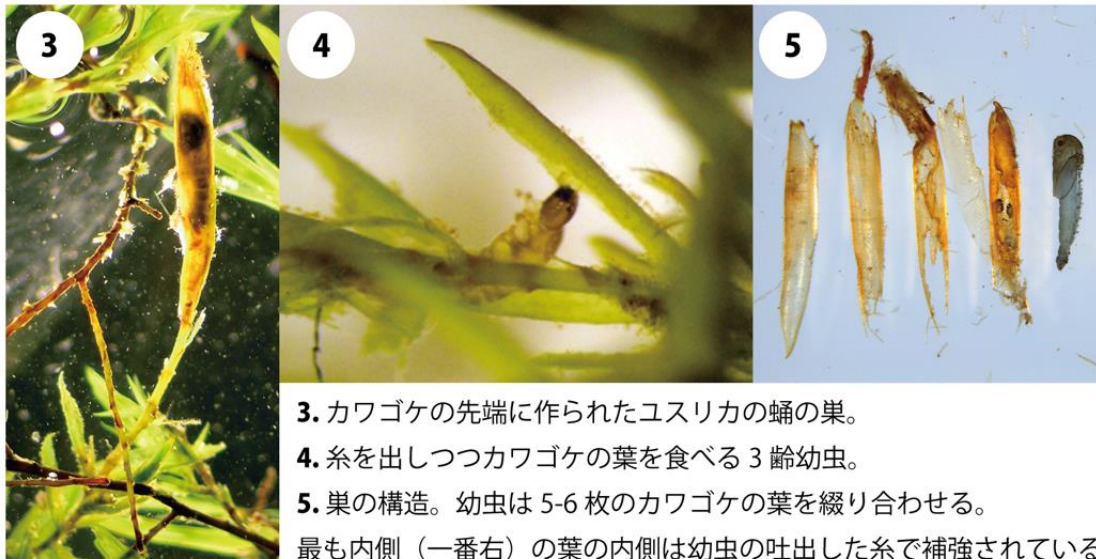 3
4
5
3. カワゴケの先端に作られたユスリカの蛹の巣。
4. 糸を出しつつカワゴケの葉を食べる 3 齢幼虫。
5. 巣の構造。幼虫は 5-6 枚のカワゴケの葉を綴り合わせる。
最も内側（一番右）の葉の内側は幼虫の吐出した糸で補強されている